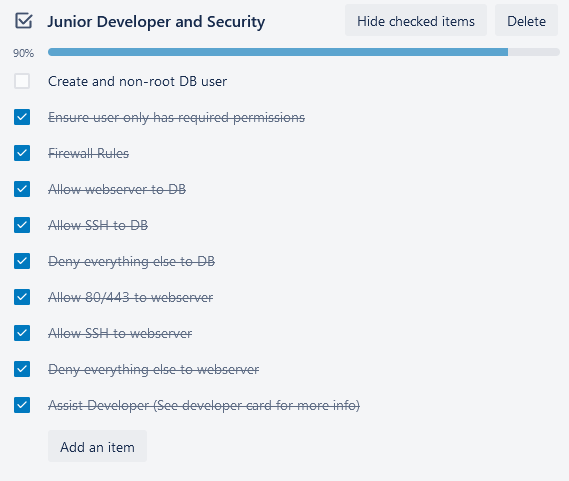 Junior Developer and Security
Hide checked items
Delete
90%
Create and non-root DB user
Ensure user only has required permissions
Firewall Rules
Allow webserver to DB
Allow SSH to DB
Deny everything else to DB
Allow 80/443 to webserver
Allow SSH to webserver
Deny everything else to webserver
Assist Developer (See developer card for more info)
Add an item